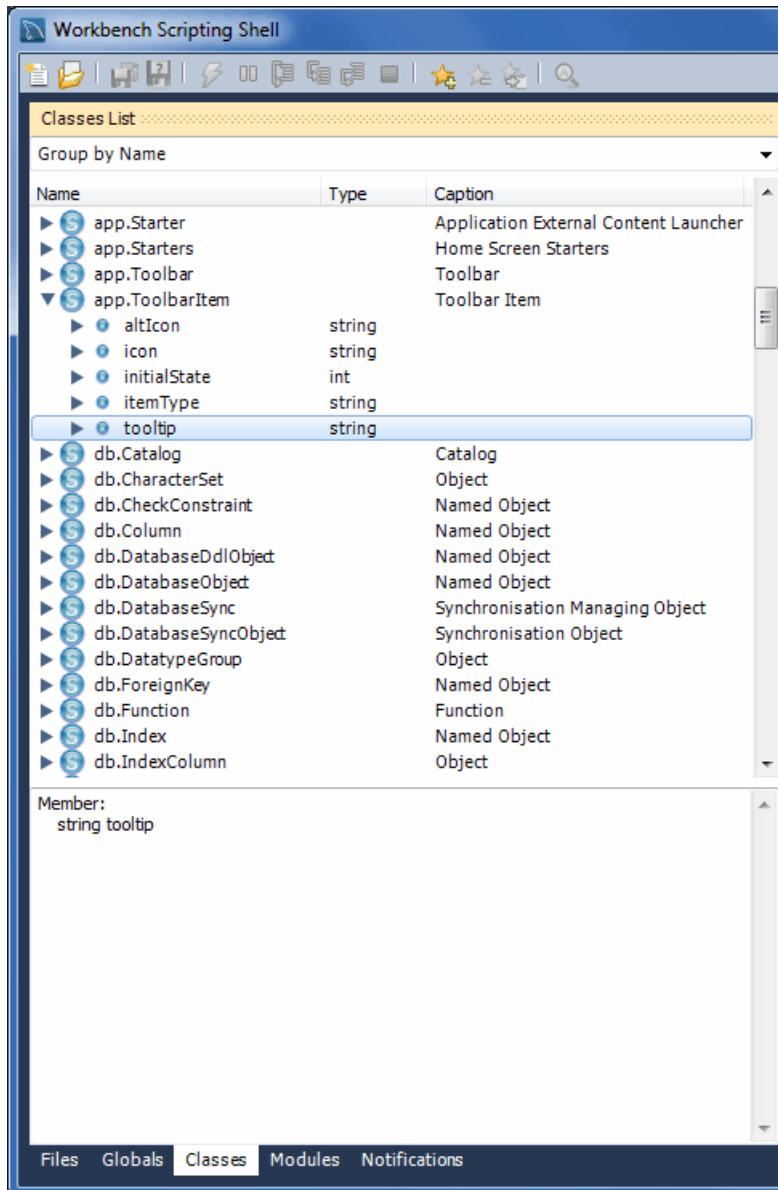 Workbench Scripting Shell
Classes List
Group by Name
Name Type Caption
app.Starter Application External Content Launcher
app.Starters Home Screen Starters
app.Toolbar Toolbar
app.ToolbarItem Toolbar Item
altIcon string
icon string
initialState int
itemType string
tooltip string
db.Catalog Catalog
db.CharacterSet Object
db.CheckConstraint Named Object
db.Column Named Object
db.DatabaseDdlObject Named Object
db.DatabaseObject Named Object
db.DatabaseSync Synchronisation Managing Object
db.DatabaseSyncObject Synchronisation Object
db.DatatypeGroup Object
db.ForeignKey Named Object
db.Function Function
db.Index Named Object
db.IndexColumn Object
Member:
string tooltip
Files Globals Classes Modules Notifications